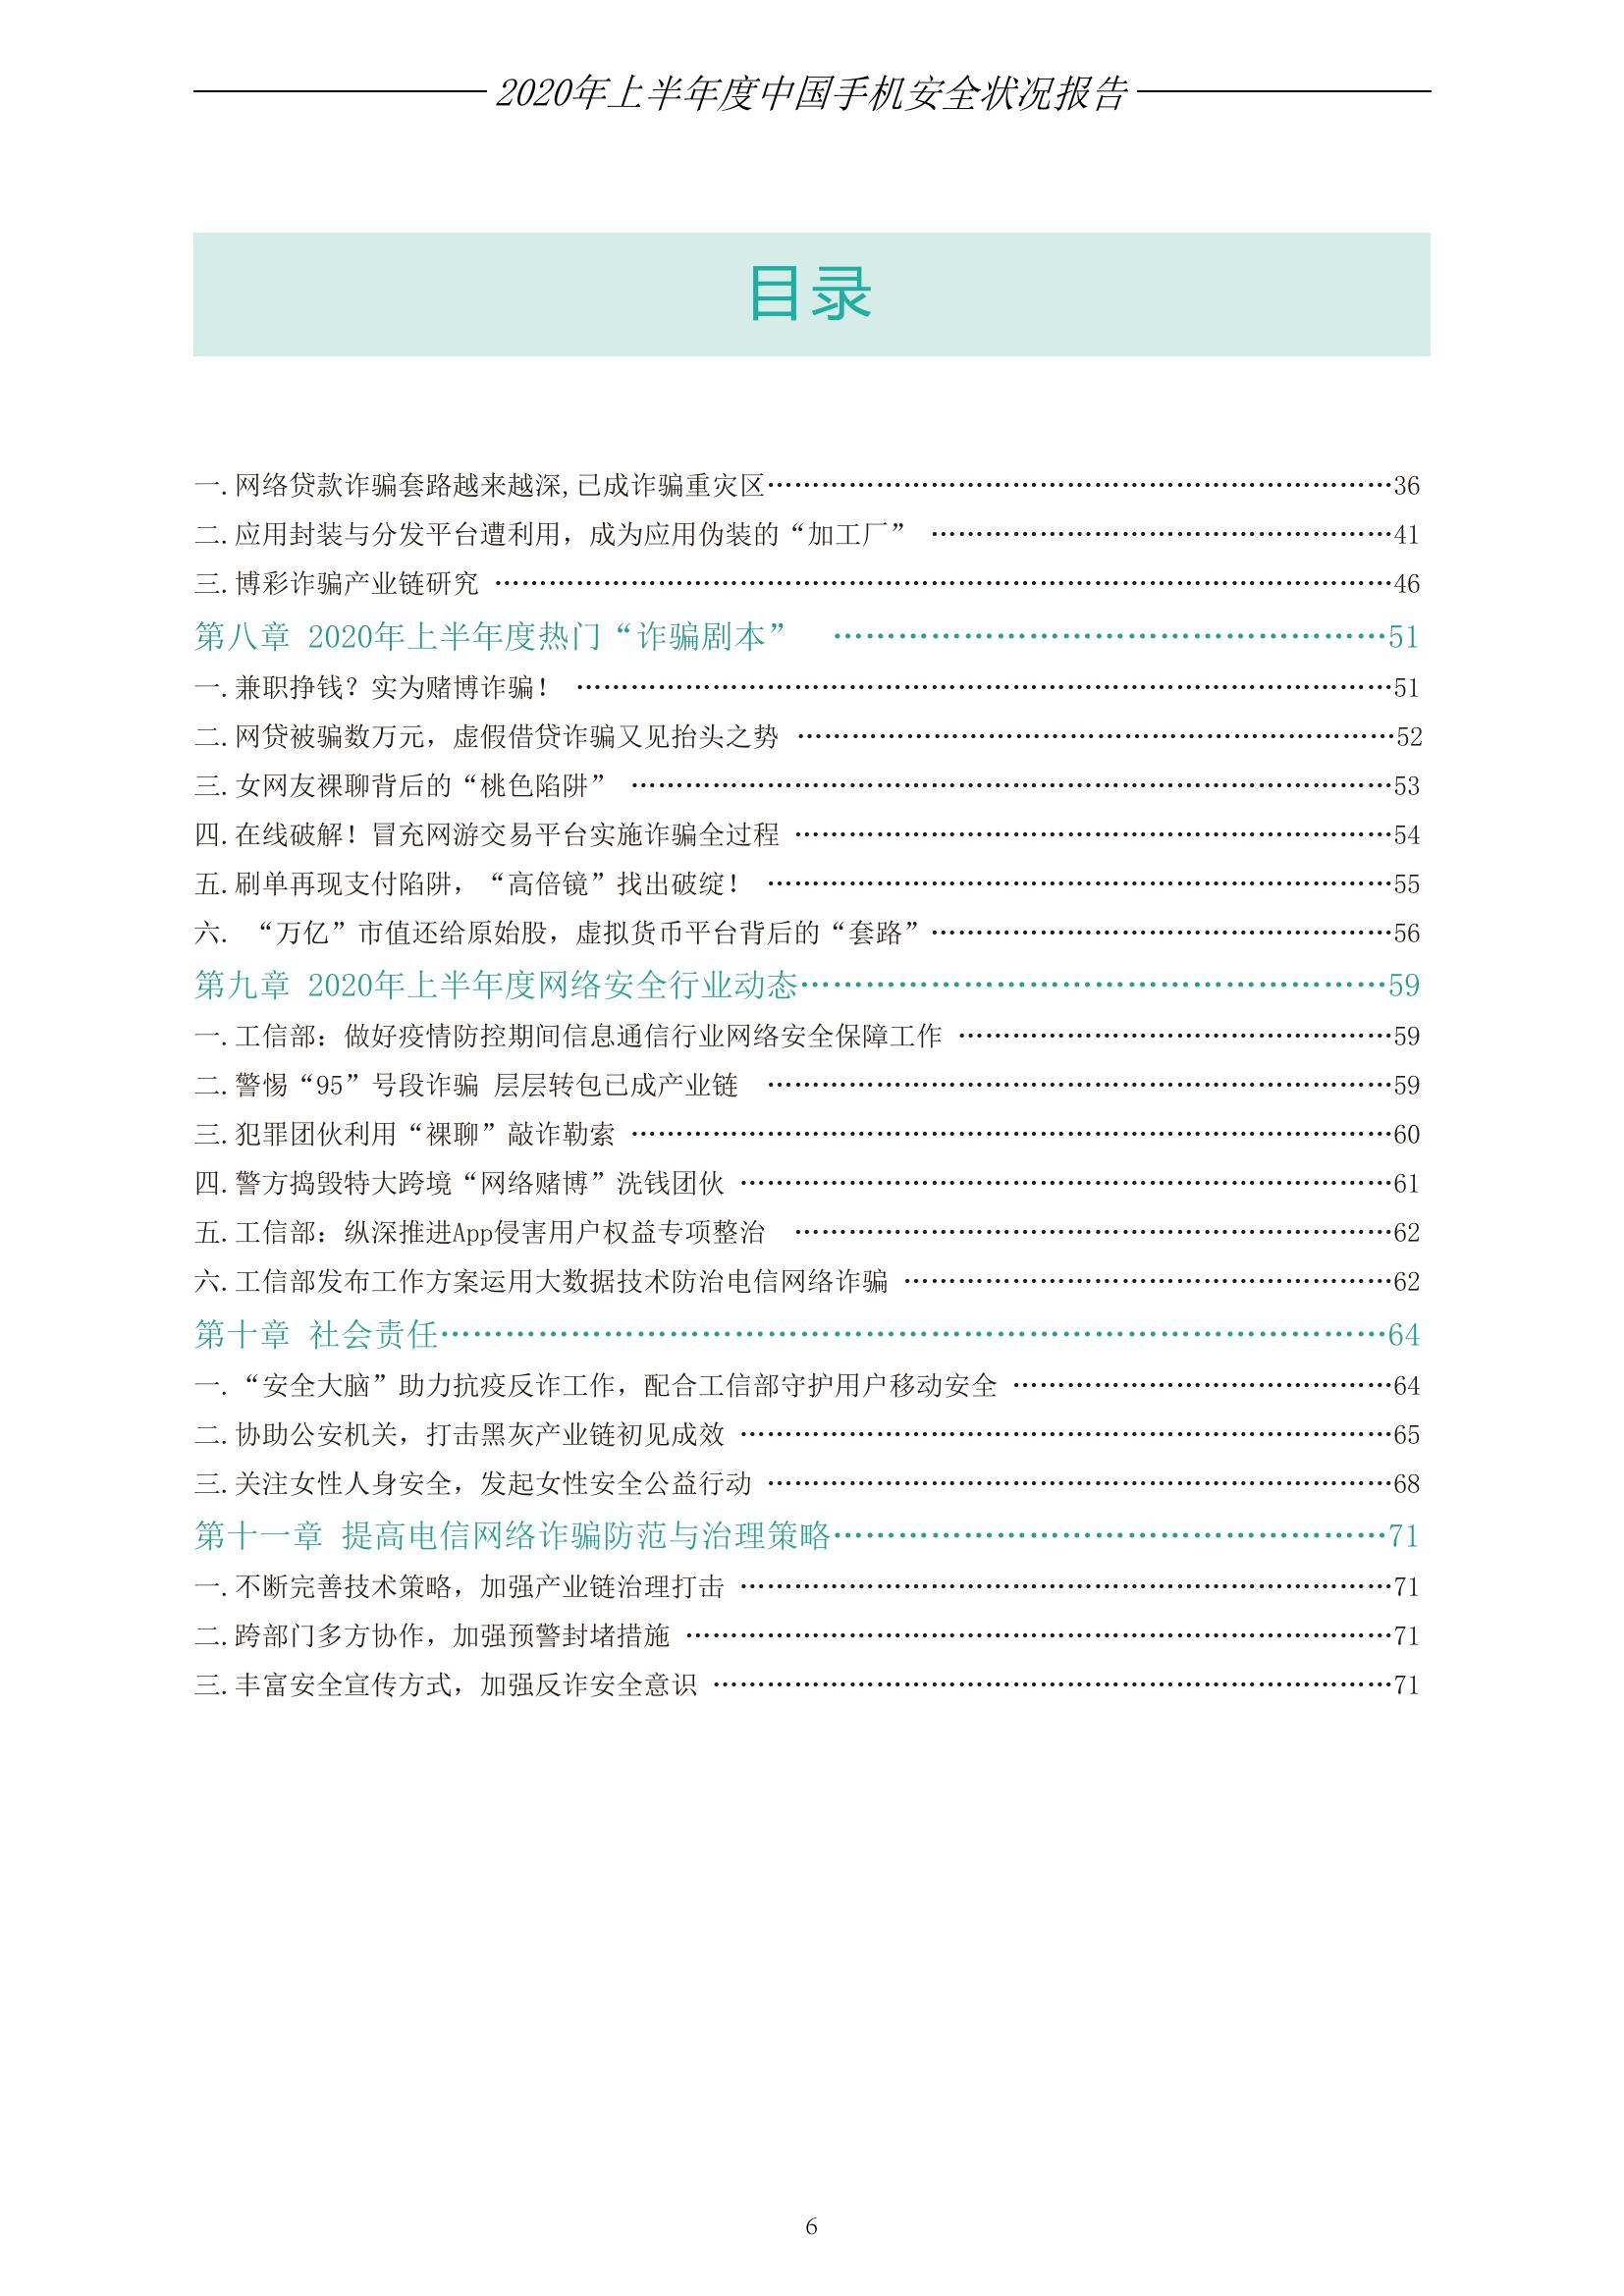 2020年上半年度中国手机安全状况报告
目录
一.网络贷款诈骗套路越来越深,已成诈骗重灾区……………………………………………………………36
二.应用封装与分发平台遭利用，成为应用伪装的“加工厂” ……………………………………………41
三.博彩诈骗产业链研究 ………………………………………………………………………………………46
第八章 2020年上半年度热门“诈骗剧本” ……………………………………………51
一.兼职挣钱？实为赌博诈骗！ ………………………………………………………………………………51
二.网贷被骗数万元，虚假借贷诈骗又见抬头之势 …………………………………………………………52
三.女网友裸聊背后的“桃色陷阱” …………………………………………………………………………53
四.在线破解！冒充网游交易平台实施诈骗全过程 …………………………………………………………54
五.刷单再现支付陷阱，“高倍镜”找出破绽！ ……………………………………………………………55
六. “万亿”市值还给原始股，虚拟货币平台背后的“套路”……………………………………………56
第九章 2020年上半年度网络安全行业动态………………………………………………59
一.工信部：做好疫情防控期间信息通信行业网络安全保障工作 …………………………………………59
二.警惕“95”号段诈骗 层层转包已成产业链 ……………………………………………………………59
三.犯罪团伙利用“裸聊”敲诈勒索 …………………………………………………………………………60
四.警方捣毁特大跨境“网络赌博”洗钱团伙 ………………………………………………………………61
五.工信部：纵深推进App侵害用户权益专项整治 …………………………………………………………62
六.工信部发布工作方案运用大数据技术防治电信网络诈骗 ………………………………………………62
第十章 社会责任……………………………………………………………………………64
一.“安全大脑”助力抗疫反诈工作，配合工信部守护用户移动安全 ……………………………………64
二.协助公安机关，打击黑灰产业链初见成效 ………………………………………………………………65
三.关注女性人身安全，发起女性安全公益行动 ……………………………………………………………68
第十一章 提高电信网络诈骗防范与治理策略……………………………………………71
一.不断完善技术策略，加强产业链治理打击 ………………………………………………………………71
二.跨部门多方协作，加强预警封堵措施 ……………………………………………………………………71
三.丰富安全宣传方式，加强反诈安全意识 …………………………………………………………………71
6